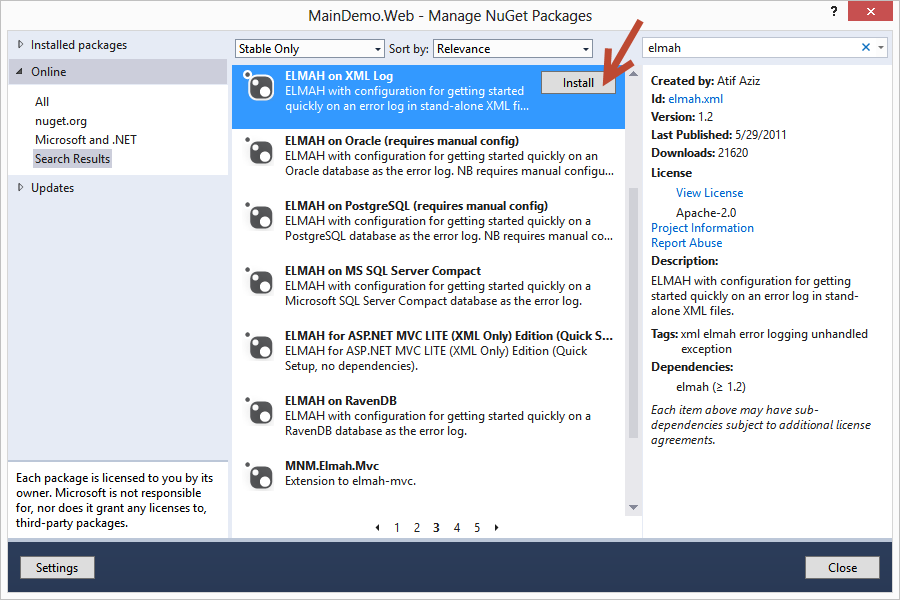 MainDemo.Web - Manage NuGet Packages
?
Installed packages
Online
All
nuget.org
Microsoft and .NET
Search Results
Updates
Each package is licensed to you by its
owner. Microsoft is not responsible
for, nor does it grant any licenses to,
third-party packages.
Stable Only
Sort by:
Relevance
ELMAH on XML Log
ELMAH with configuration for getting started
quickly on an error log in stand-alone XML fi...
Install
ELMAH on Oracle (requires manual config)
ELMAH with configuration for getting started quickly on an
Oracle database as the error log. NB requires manual configu...
ELMAH on PostgreSQL (requires manual config)
ELMAH with configuration for getting started quickly on a
PostgreSQL database as the error log. NB requires manual co...
ELMAH on MS SQL Server Compact
ELMAH with configuration for getting started quickly on a
Microsoft SQL Server Compact database as the error log.
ELMAH for ASP.NET MVC LITE (XML Only) Edition (Quick S...
ELMAH for ASP.NET MVC LITE (XML Only) Edition (Quick
Setup, no dependencies).
ELMAH on RavenDB
ELMAH with configuration for getting started quickly on a
RavenDB database as the error log.
MNM.Elmah.Mvc
Extension to elmah-mvc.
1 2 3 4 5
elmah
Created by: Atif Aziz
Id: elmah.xml
Version: 1.2
Last Published: 5/29/2011
Downloads: 21620
License
View License
Apache-2.0
Project Information
Report Abuse
Description:
ELMAH with configuration for getting
started quickly on an error log in stand-
alone XML files.
Tags: xml elmah error logging unhandled
exception
Dependencies:
elmah (≥ 1.2)
Each item above may have sub-
dependencies subject to additional license
agreements.
Settings
Close